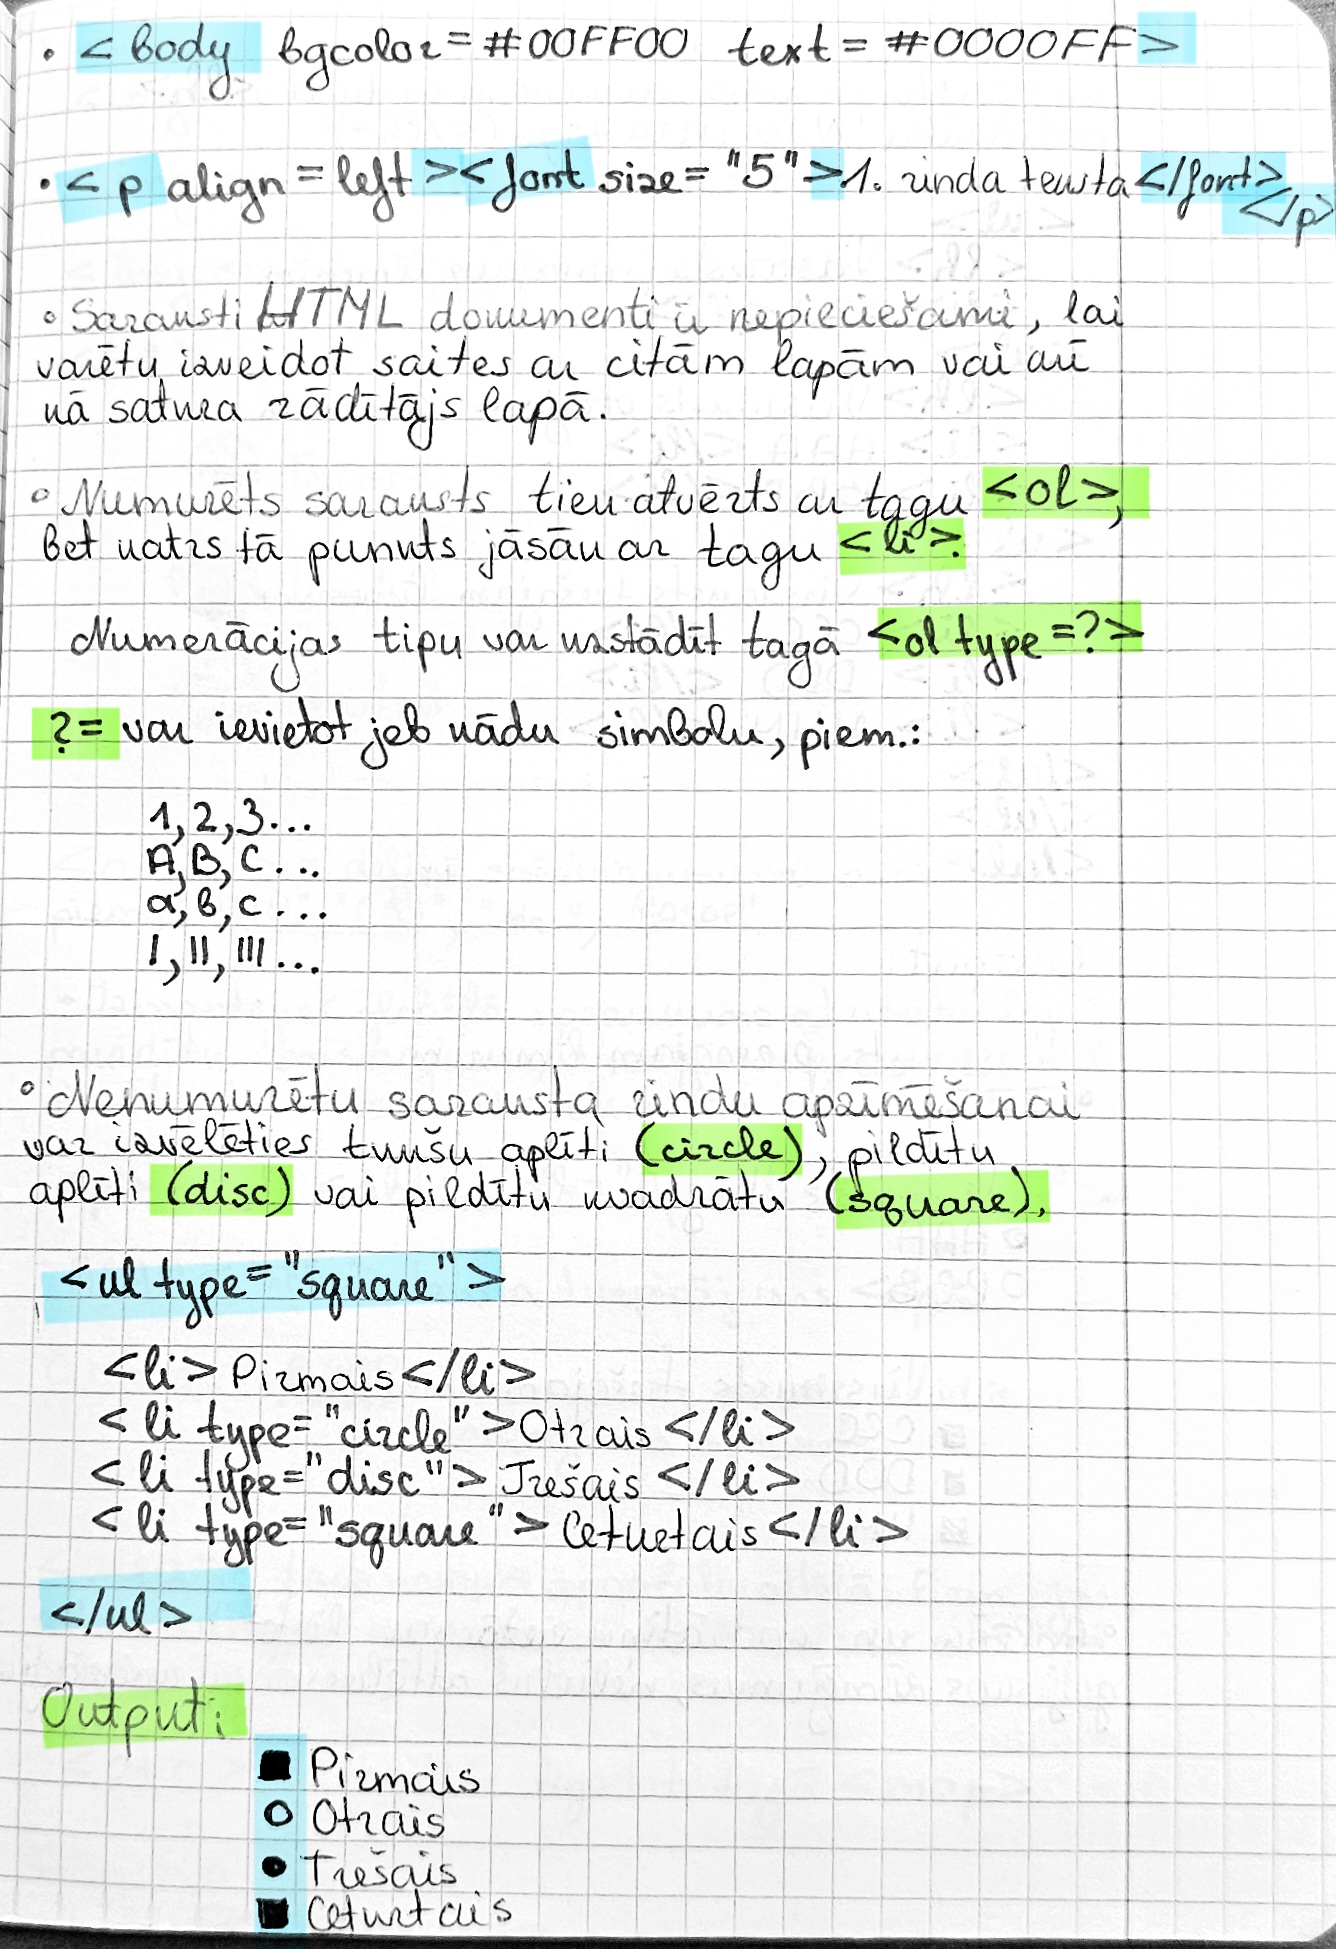 • <body bgcolor=#00FF00 text=#0000FF>
• <p align=left><font size="5">1. rinda teksta</font>
</p>
° Saraksti HTML dokumentiā nepieciešami, lai
varētu izveidot saites ar citām lapām vai arī
kā satura rādītājs lapā.
° Numurēts saraksts tiek atvērts ar tagu <ol>,
bet katrs tā punkts jāsāk ar tagu <li>.
Numerācijas tipu var uzstādīt tagā <ol type=?>
?= var ievietot jeb kādu simbolu, piem.:
1, 2, 3...
A, B, C...
a, b, c...
I, II, III...
° Nenumurētu saraksta rindu apzīmēšanai
var izvēlēties tukšu aplīti (circle), pildītu
aplīti (disc) vai pildītu kvadrātu (square).
<ul type="square">
<li>Pirmais</li>
<li type="circle">Otrais</li>
<li type="disc">Trešais</li>
<li type="square">Ceturtais</li>
</ul>
Output:
■ Pirmais
○ Otrais
● Trešais
■ Ceturtais